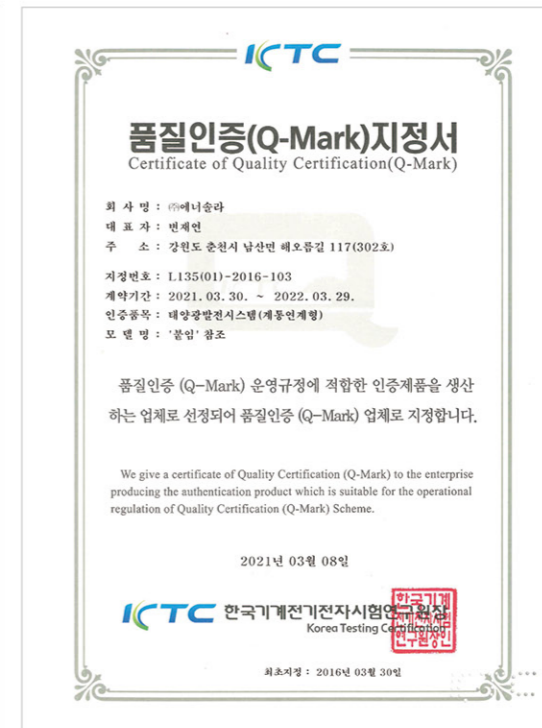 KTC
품질인증(Q-Mark)지정서
Certificate of Quality Certification(Q-Mark)
회 사 명 : ㈜에너솔라
대 표 자 : 변재연
주 소 : 강원도 춘천시 남산면 해오름길 117(302호)
지정번호 : L135(01)-2016-103
계약기간 : 2021. 03. 30. ~ 2022. 03. 29.
인증품목 : 태양광발전시스템(계통연계형)
모 델 명 : '붙임' 참조
품질인증 (Q-Mark) 운영규정에 적합한 인증제품을 생산
하는 업체로 선정되어 품질인증 (Q-Mark) 업체로 지정합니다.
We give a certificate of Quality Certification (Q-Mark) to the enterprise
producing the authentication product which is suitable for the operational
regulation of Quality Certification (Q-Mark) Scheme.
2021년 03월 08일
KTC 한국기계전기전자시험연구원장
Korea Testing Certification
최초지정 : 2016년 03월 30일